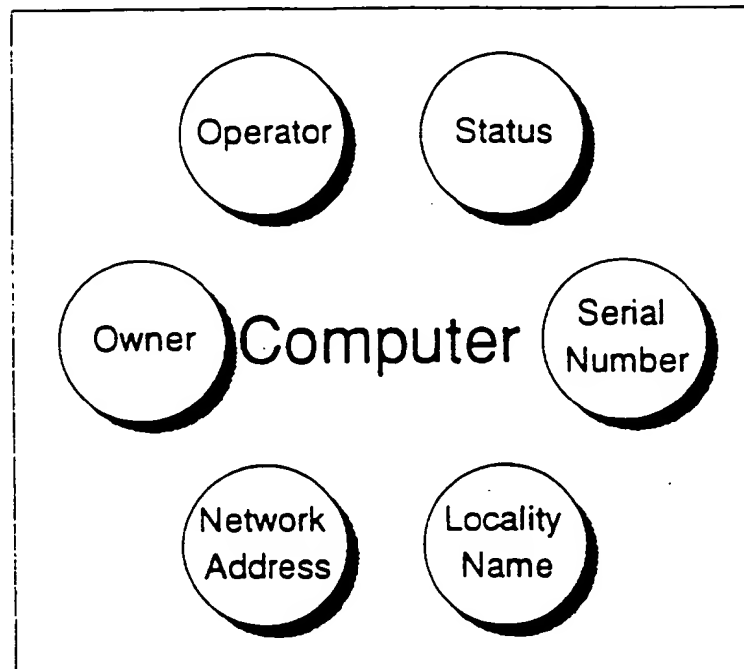 Operator
Status
Owner
Computer
Serial
Number
Network
Address
Locality
Name